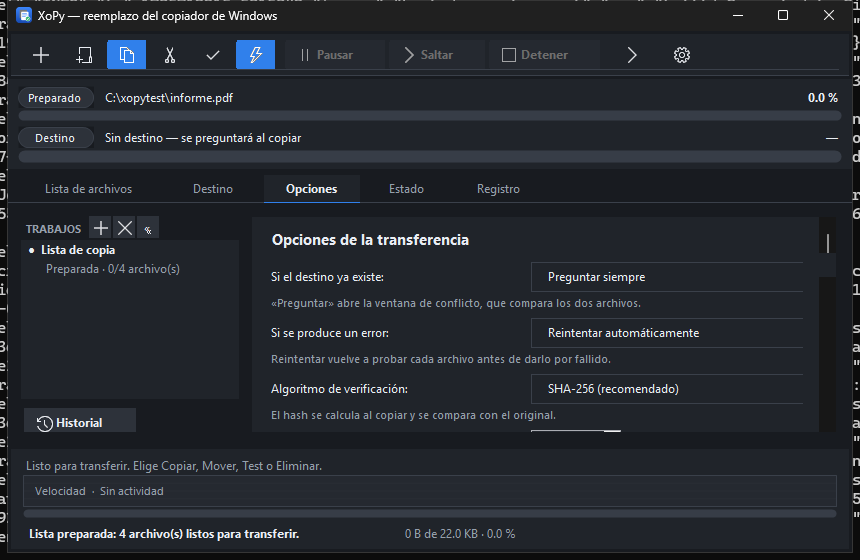 XoPy — reemplazo del copiador de Windows
Pausar
Saltar
Detener
Preparado
C:\xopytest\informe.pdf
0.0 %
Destino
Sin destino — se preguntará al copiar
—
Lista de archivos
Destino
Opciones
Estado
Registro
TRABAJOS
Lista de copia
Preparada · 0/4 archivo(s)
Historial
Opciones de la transferencia
Si el destino ya existe:
Preguntar siempre
«Preguntar» abre la ventana de conflicto, que compara los dos archivos.
Si se produce un error:
Reintentar automáticamente
Reintentar vuelve a probar cada archivo antes de darlo por fallido.
Algoritmo de verificación:
SHA-256 (recomendado)
El hash se calcula al copiar y se compara con el original.
Listo para transferir. Elige Copiar, Mover, Test o Eliminar.
Velocidad · Sin actividad
Lista preparada: 4 archivo(s) listos para transferir.
0 B de 22.0 KB · 0.0 %